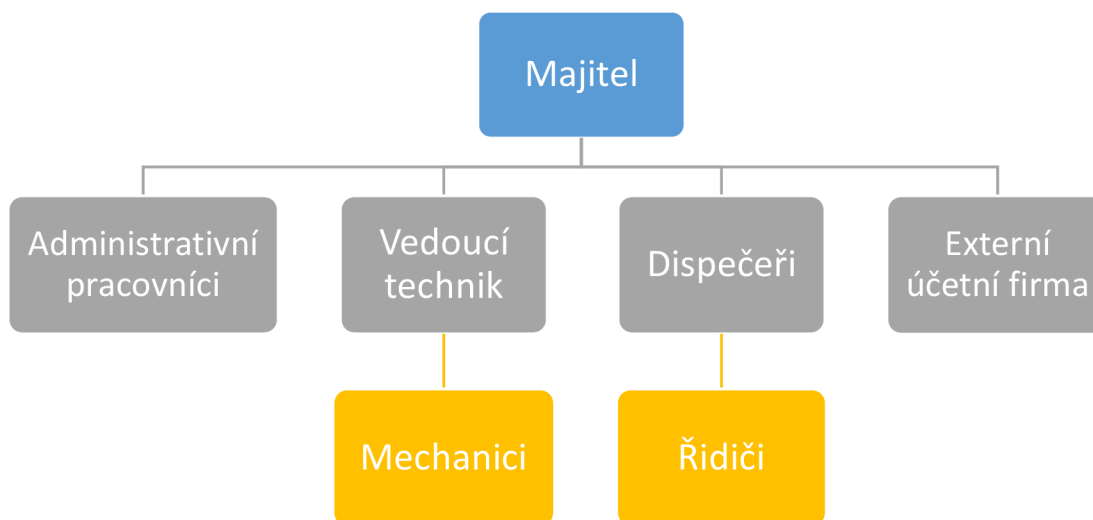 Majitel
Administrativní
pracovníci
Vedoucí
technik
Dispečeři
Externí
účetní firma
Mechanici
Řidiči